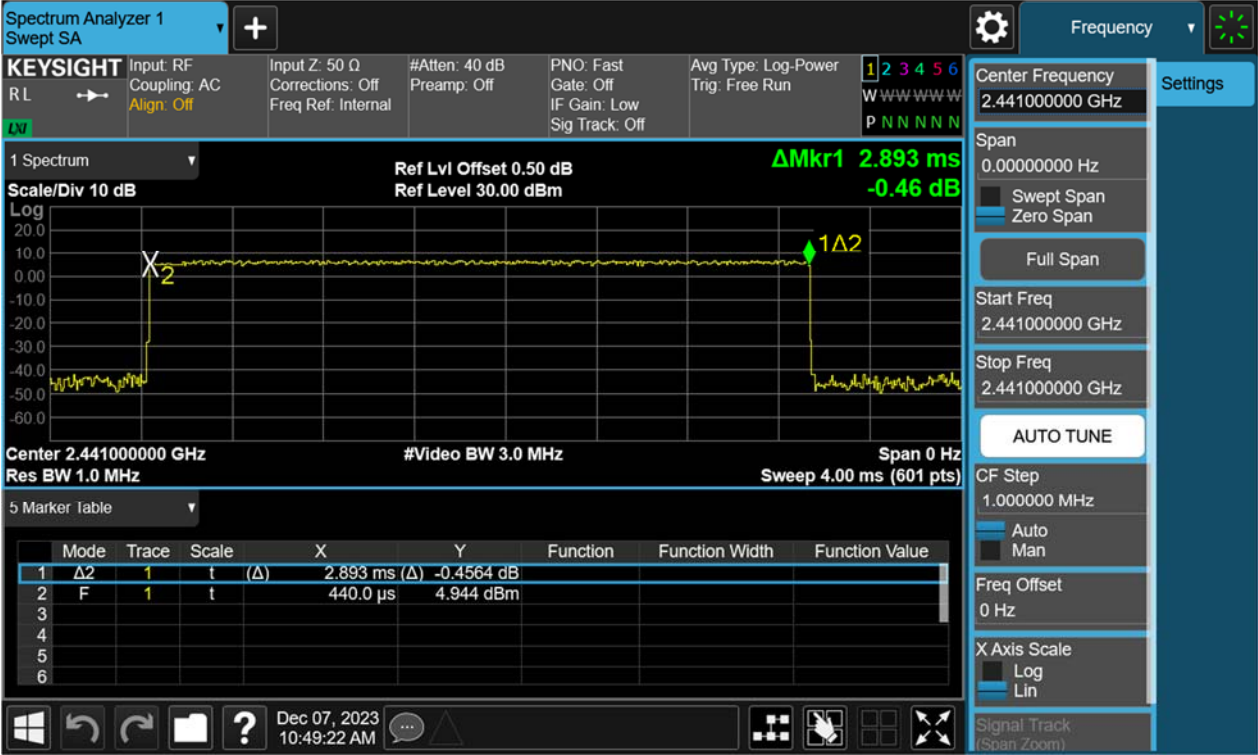 Spectrum Analyzer 1
Swept SA
Frequency
KEYSIGHT
RL
LXI
Input: RF
Coupling: AC
Align: Off
Input Z: 50 Ω
Corrections: Off
Freq Ref: Internal
#Atten: 40 dB
Preamp: Off
PNO: Fast
Gate: Off
IF Gain: Low
Sig Track: Off
Avg Type: Log-Power
Trig: Free Run
1 2 3 4 5 6
W W W W W W
P N N N N N
1 Spectrum
Scale/Div 10 dB
Ref Lvl Offset 0.50 dB
Ref Level 30.00 dBm
ΔMkr1 2.893 ms
-0.46 dB
Log
20.0
10.0
0.00
-10.0
-20.0
-30.0
-40.0
-50.0
-60.0
X2
1Δ2
Center 2.441000000 GHz
Res BW 1.0 MHz
#Video BW 3.0 MHz
Span 0 Hz
Sweep 4.00 ms (601 pts)
5 Marker Table
Mode Trace Scale X Y Function Function Width Function Value
1 Δ2 1 t (Δ) 2.893 ms (Δ) -0.4564 dB
2 F 1 t 440.0 µs 4.944 dBm
3
4
5
6
?
Dec 07, 2023
10:49:22 AM
Center Frequency
2.441000000 GHz
Span
0.00000000 Hz
Swept Span
Zero Span
Full Span
Start Freq
2.441000000 GHz
Stop Freq
2.441000000 GHz
AUTO TUNE
CF Step
1.000000 MHz
Auto
Man
Freq Offset
0 Hz
X Axis Scale
Log
Lin
Signal Track
(Span Zoom)
Settings